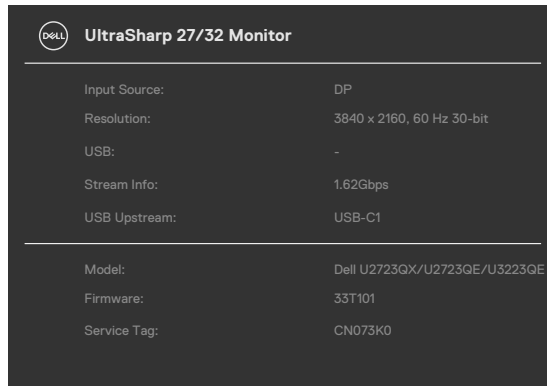 DELL UltraSharp 27/32 Monitor
Input Source: DP
Resolution: 3840 x 2160, 60 Hz 30-bit
USB: -
Stream Info: 1.62Gbps
USB Upstream: USB-C1
Model: Dell U2723QX/U2723QE/U3223QE
Firmware: 33T101
Service Tag: CN073K0